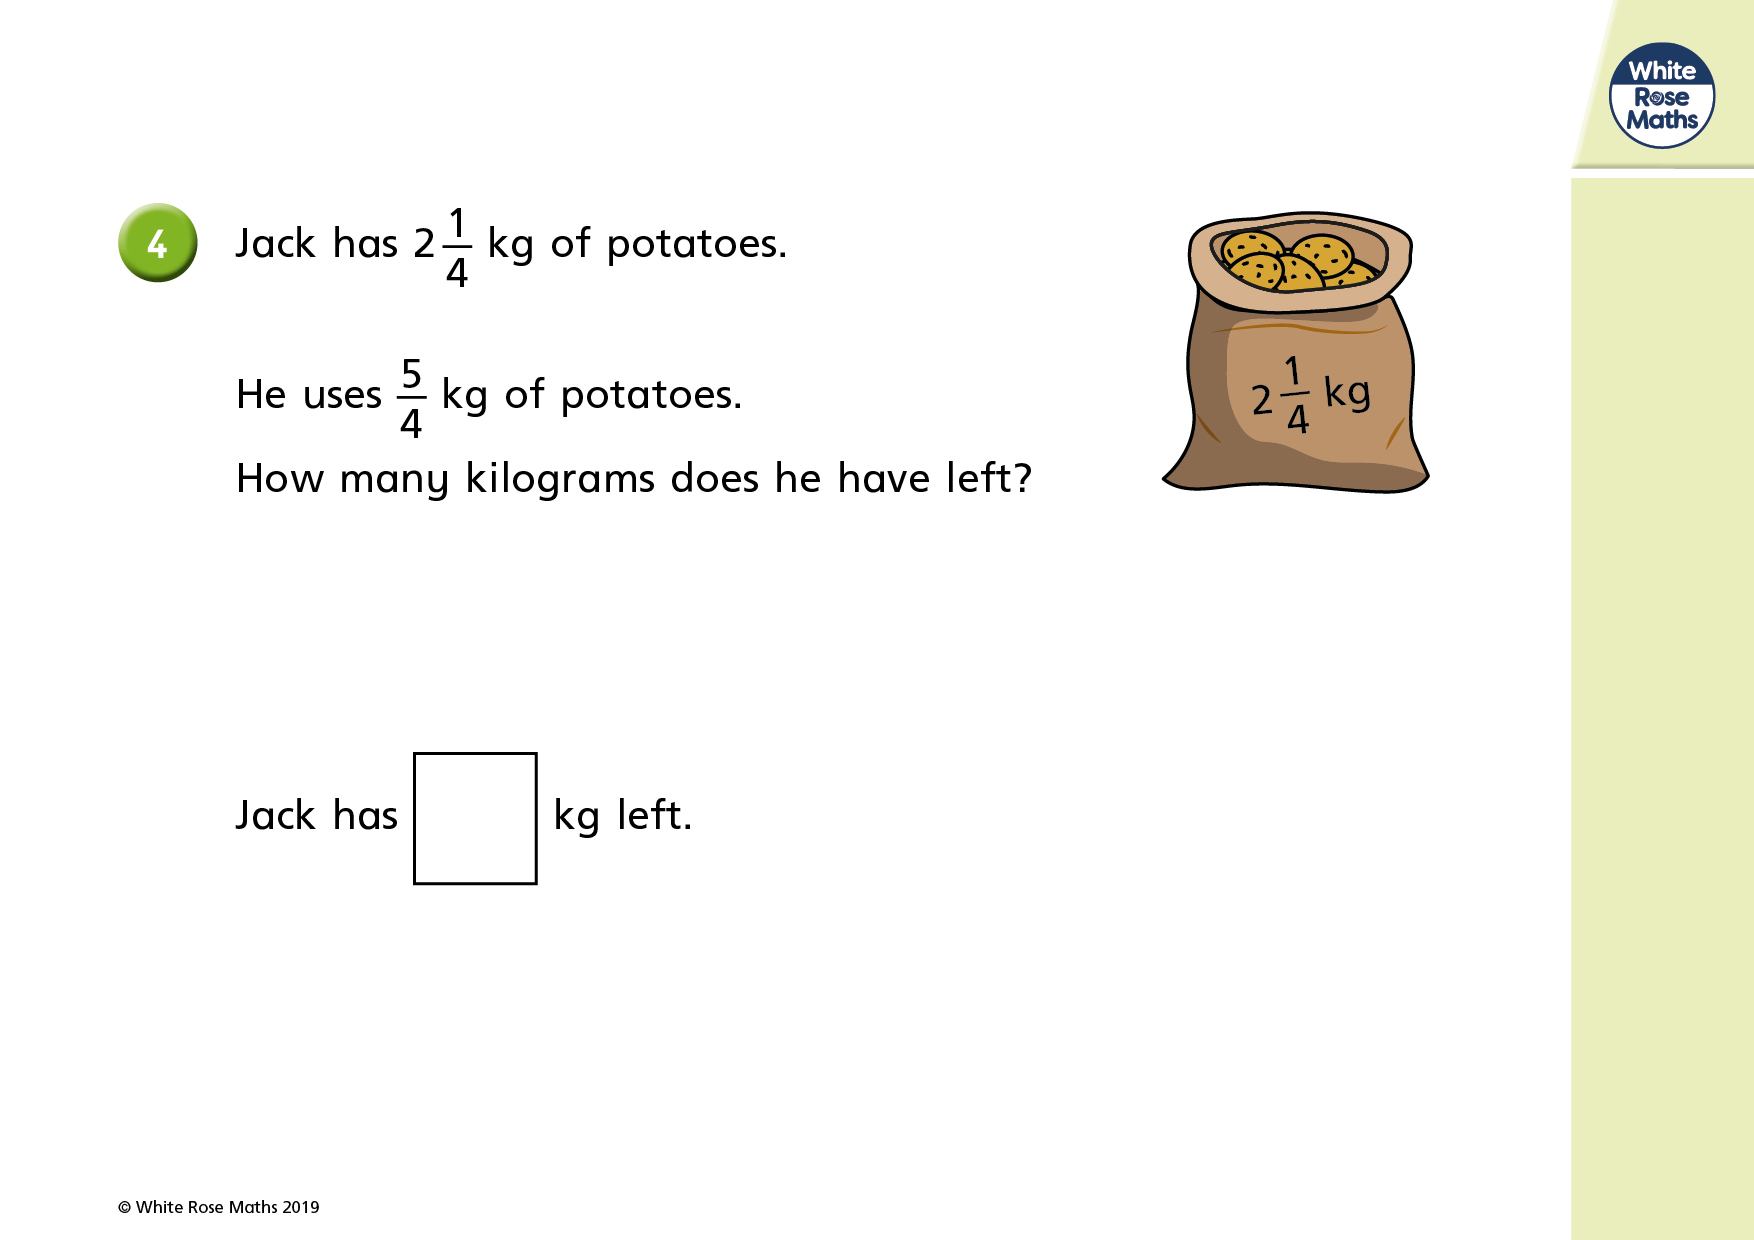 White
Rose
Maths
4
Jack has 2 1/4 kg of potatoes.
2 1/4 kg
He uses 5/4 kg of potatoes.
How many kilograms does he have left?
Jack has
kg left.
© White Rose Maths 2019